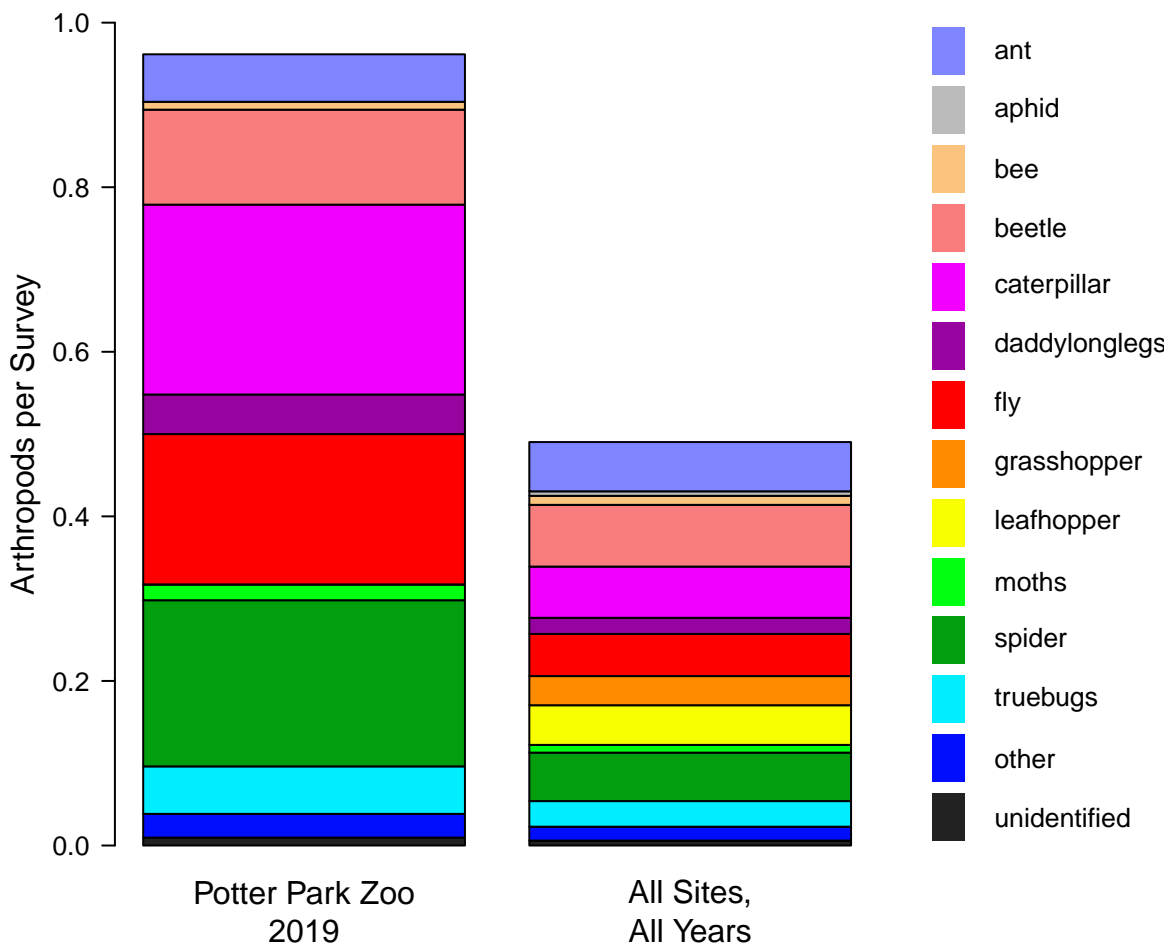 1.0
0.8
0.6
0.4
0.2
0.0
Arthropods per Survey
Potter Park Zoo
2019
All Sites,
All Years
ant
aphid
bee
beetle
caterpillar
daddylonglegs
fly
grasshopper
leafhopper
moths
spider
truebugs
other
unidentified